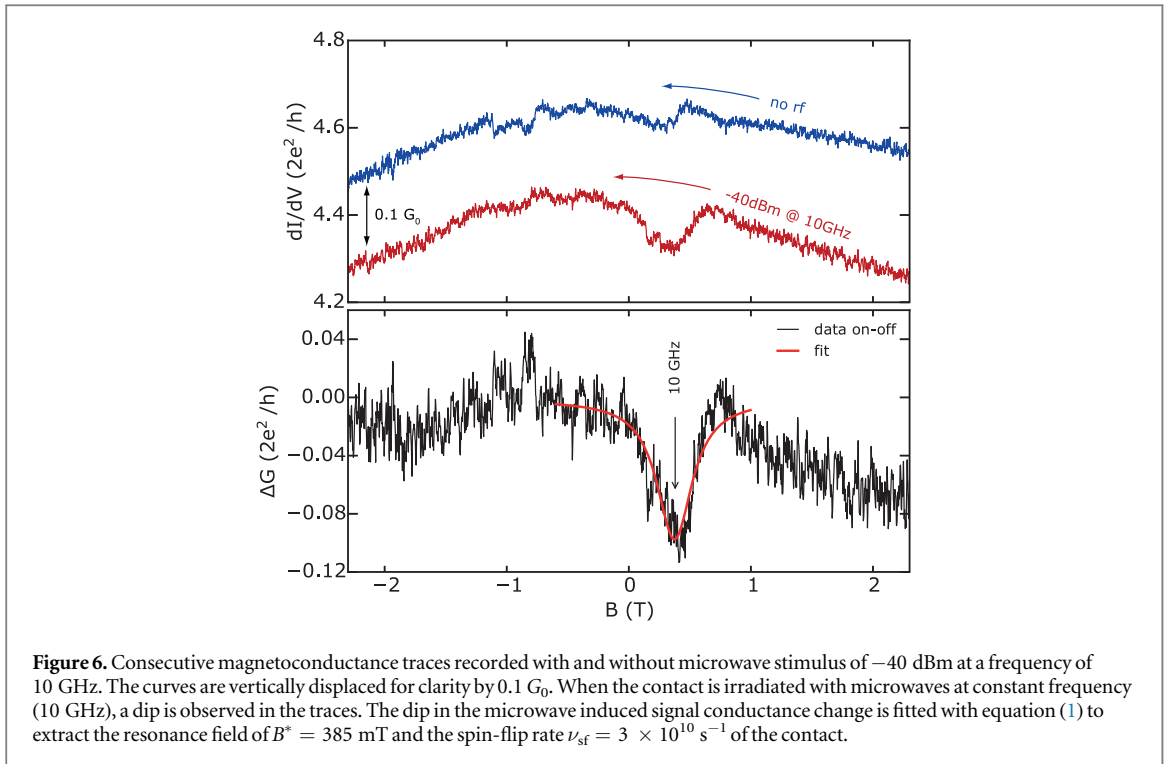 4.8
4.6
4.4
4.2
dI/dV (2e² /h)
no rf
-40dBm @ 10GHz
0.1 G₀
0.04
0.00
−0.04
−0.08
−0.12
ΔG (2e² /h)
data on-off
fit
10 GHz
−2 −1 0 1 2
B (T)
Figure 6. Consecutive magnetoconductance traces recorded with and without microwave stimulus of −40 dBm at a frequency of
10 GHz. The curves are vertically displaced for clarity by 0.1 G₀. When the contact is irradiated with microwaves at constant frequency
(10 GHz), a dip is observed in the traces. The dip in the microwave induced signal conductance change is fitted with equation (1) to
extract the resonance field of B* = 385 mT and the spin-flip rate νsf = 3 × 10¹⁰ s⁻¹ of the contact.